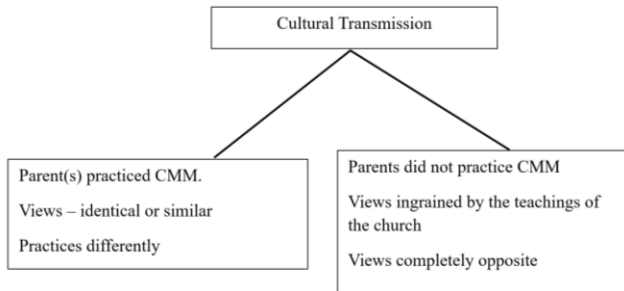 Cultural Transmission
Parent(s) practiced CMM.
Views – identical or similar
Practices differently
Parents did not practice CMM
Views ingrained by the teachings of
the church
Views completely opposite